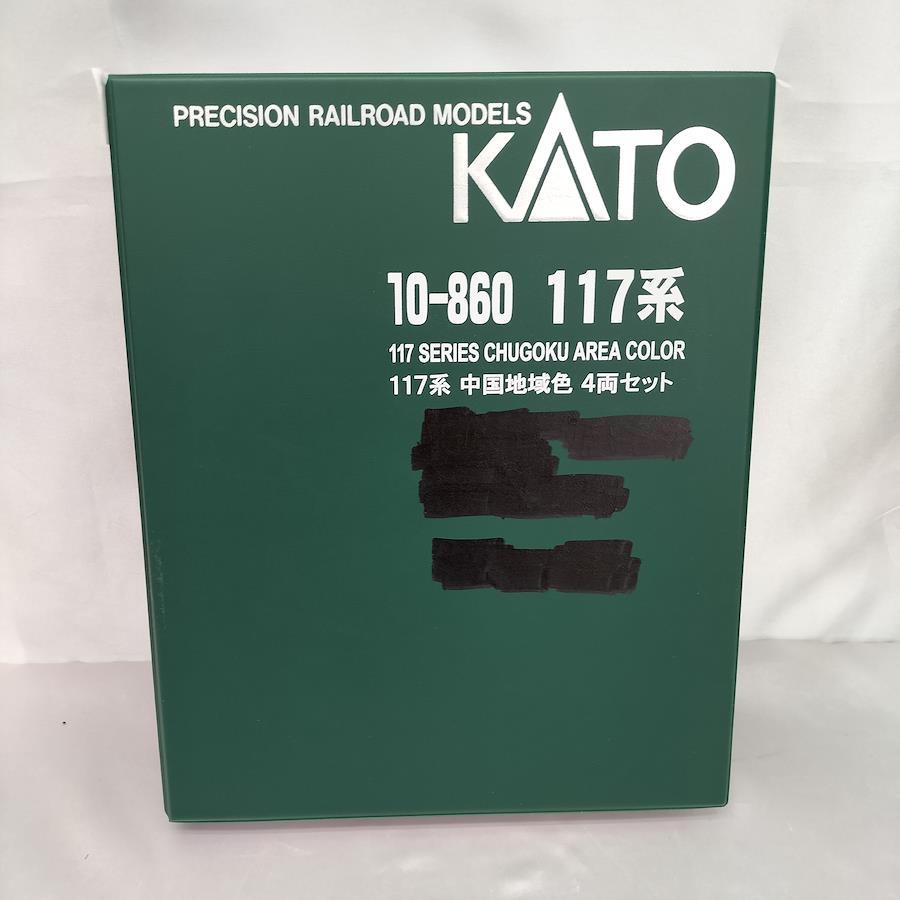 PRECISION RAILROAD MODELS
KATO
10-860 117系
117 SERIES CHUGOKU AREA COLOR
117系 中国地域色 4両セット